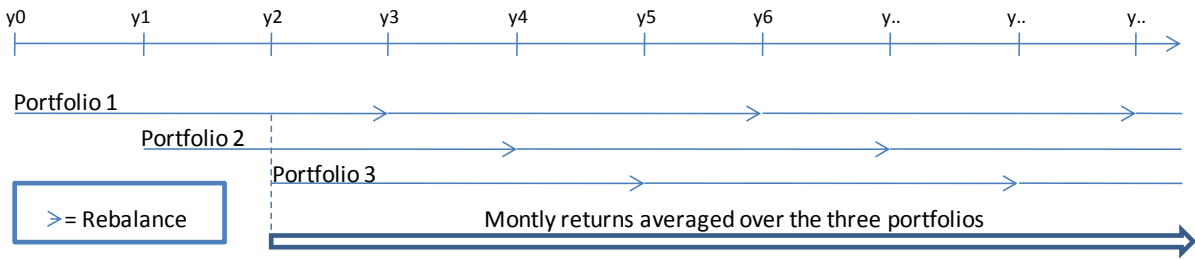 y0 y1 y2 y3 y4 y5 y6 y.. y.. y..
Portfolio 1
Portfolio 2
Portfolio 3
>= Rebalance
Montly returns averaged over the three portfolios